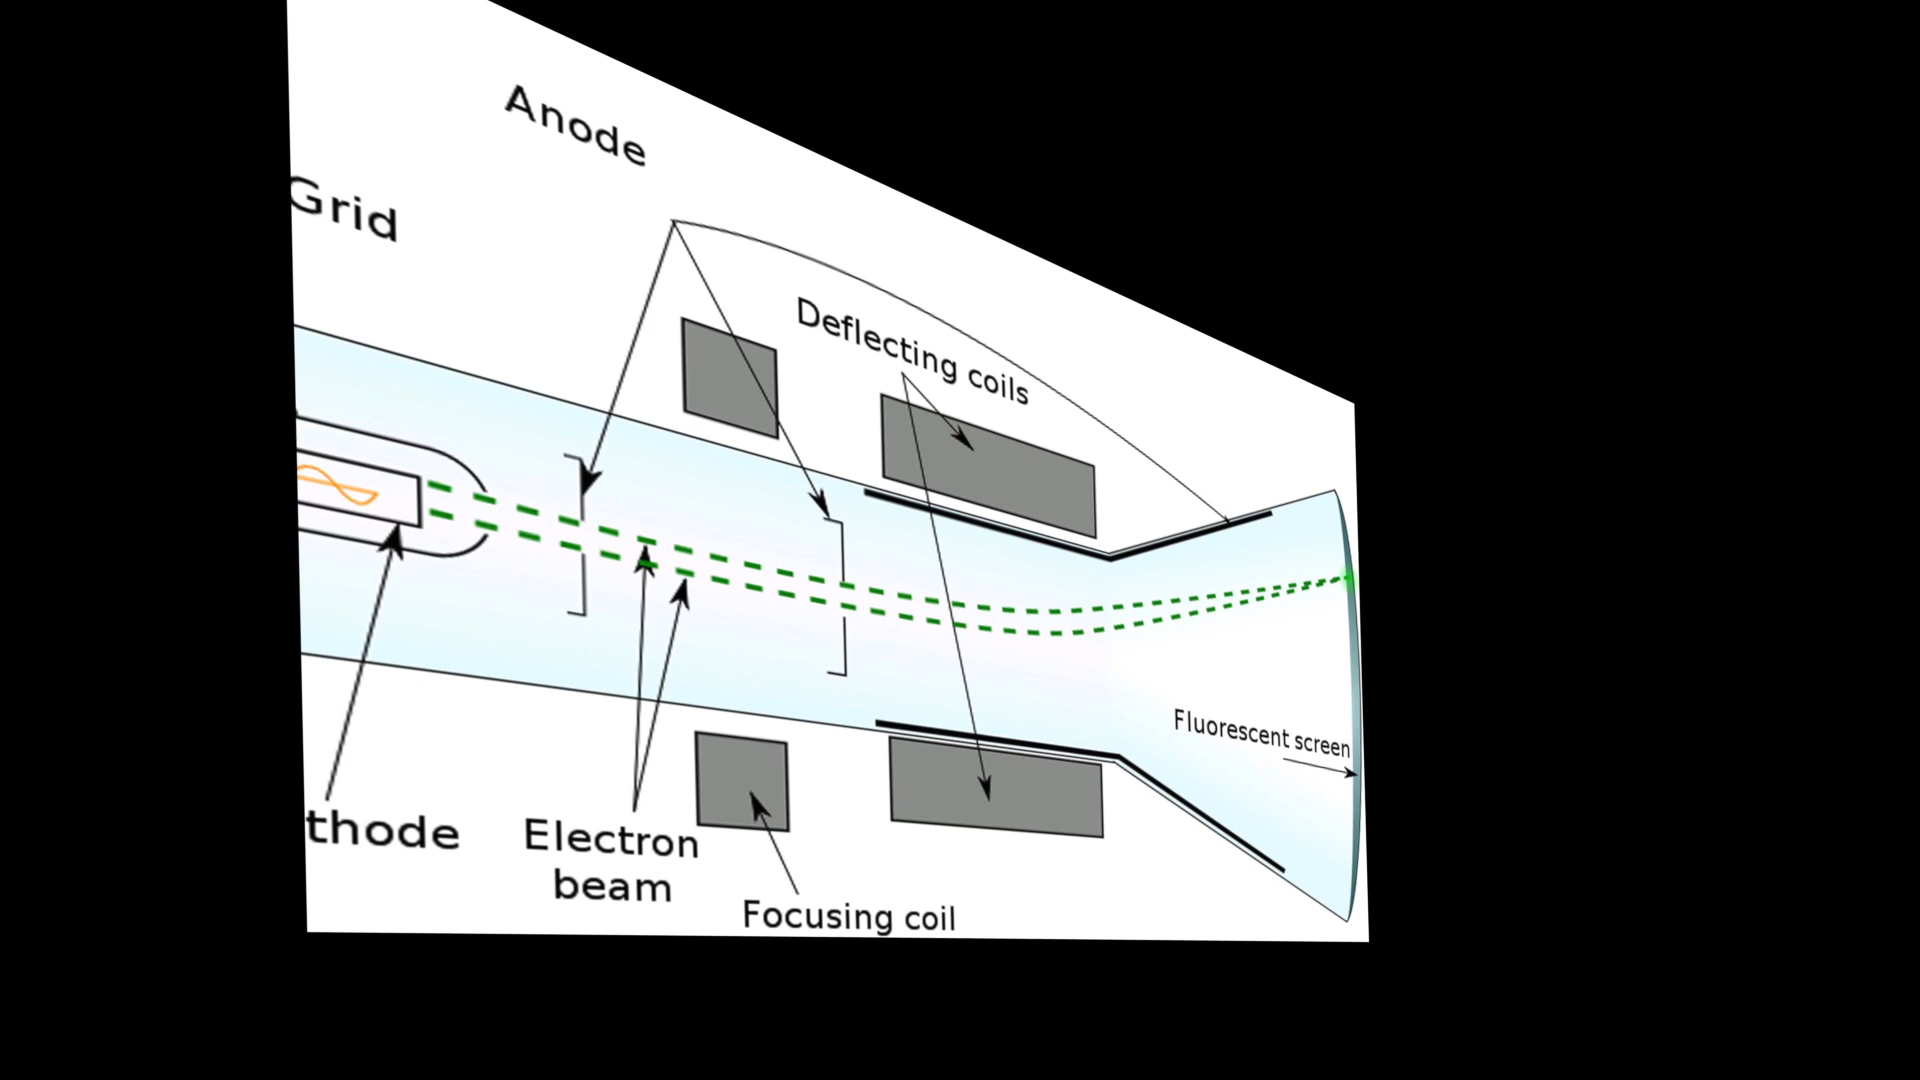 Anode
Grid
Deflecting coils
Fluorescent screen
thode
Electron
beam
Focusing coil